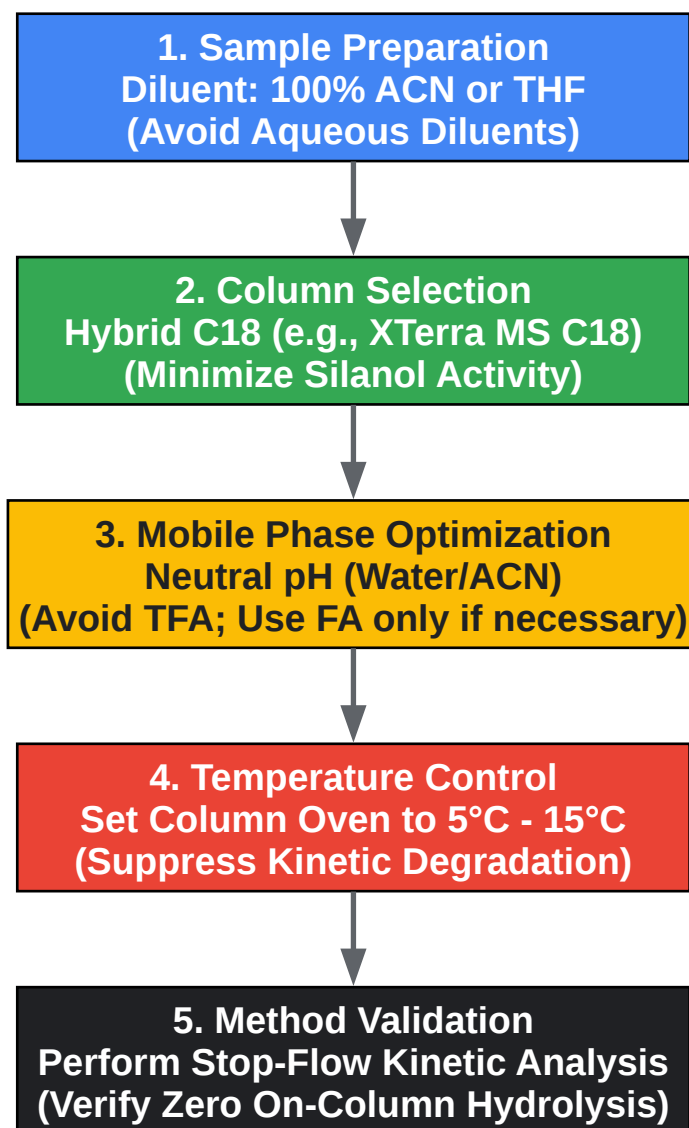 1. Sample Preparation
Diluent: 100% ACN or THF
(Avoid Aqueous Diluents)
2. Column Selection
Hybrid C18 (e.g., XTerra MS C18)
(Minimize Silanol Activity)
3. Mobile Phase Optimization
Neutral pH (Water/ACN)
(Avoid TFA; Use FA only if necessary)
4. Temperature Control
Set Column Oven to 5°C - 15°C
(Suppress Kinetic Degradation)
5. Method Validation
Perform Stop-Flow Kinetic Analysis
(Verify Zero On-Column Hydrolysis)